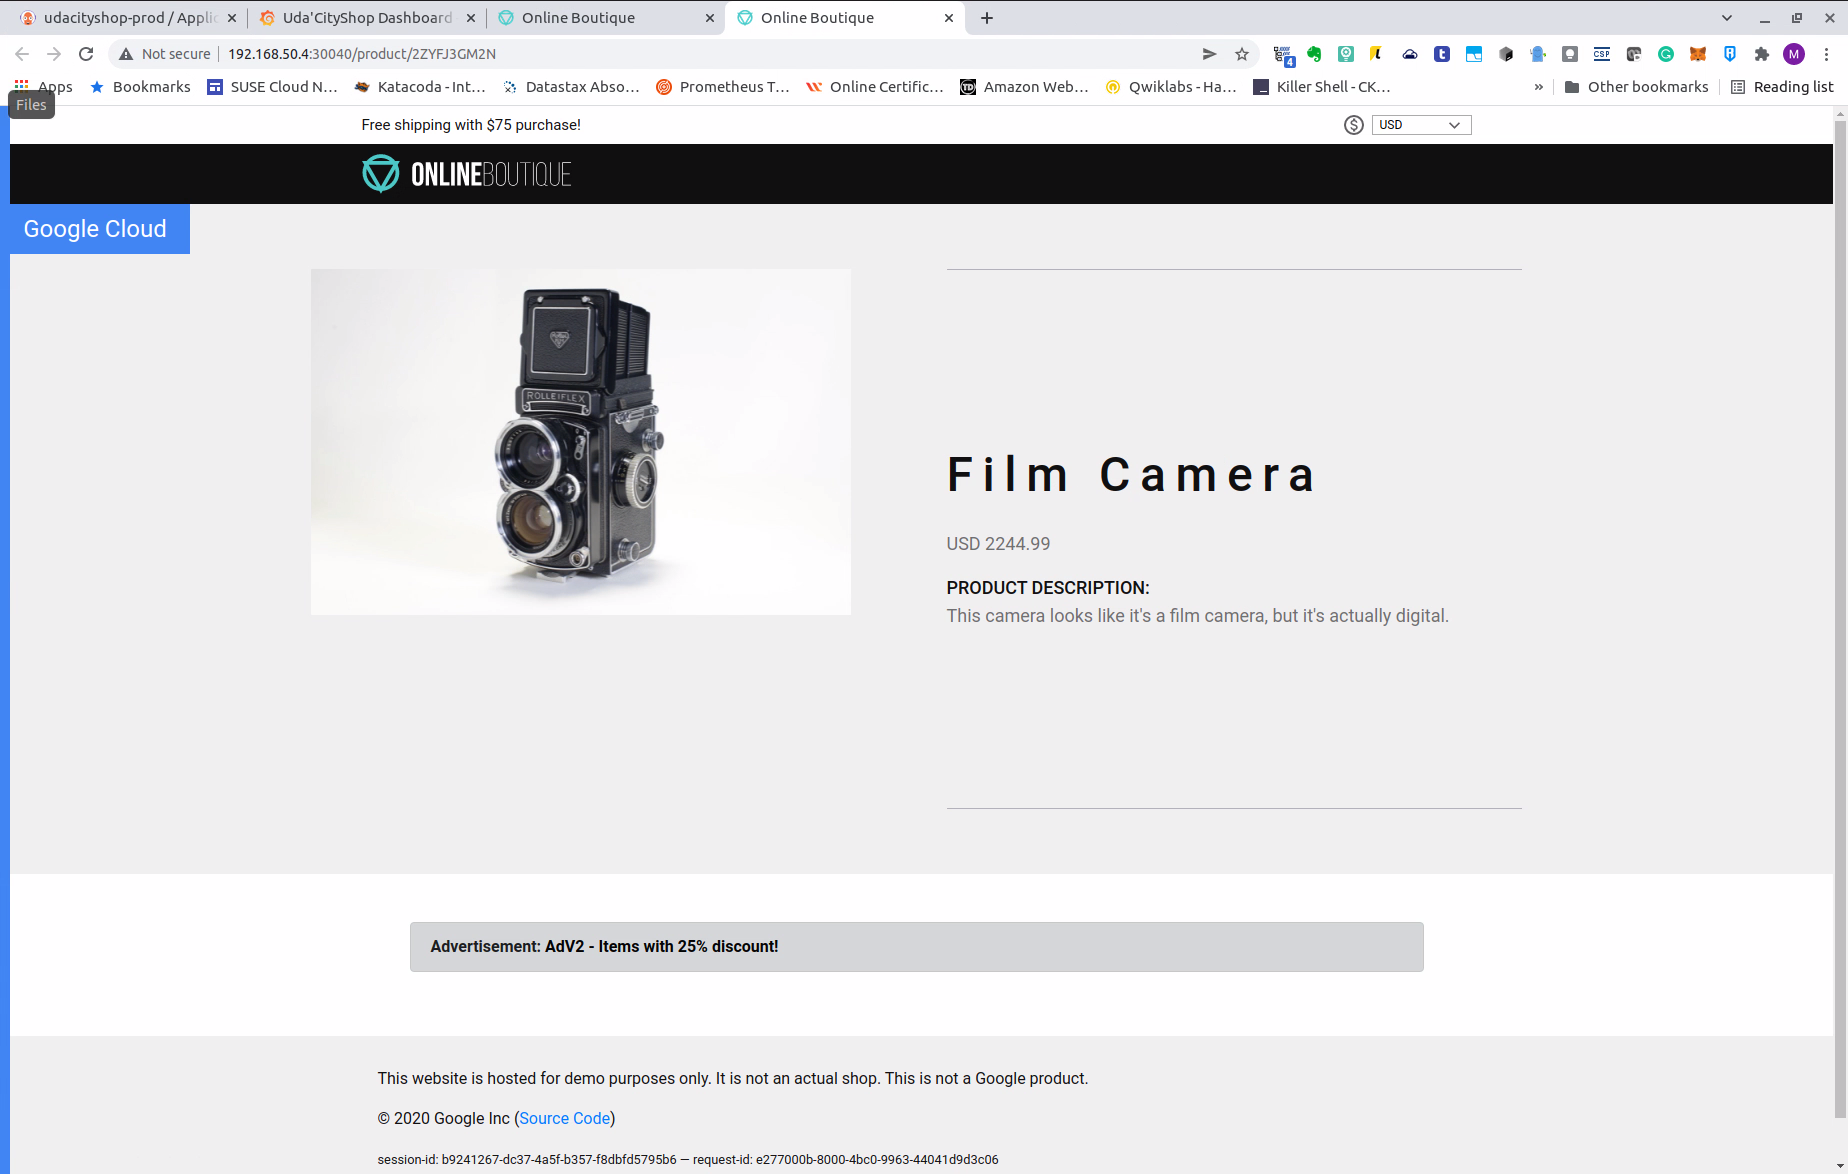 udacityshop-prod / Applic
Uda'CityShop Dashboard
Online Boutique
Online Boutique
Not secure
192.168.50.4:30040/product/2ZYFJ3GM2N
4
t
CSP
G
M
Apps
Bookmarks
SUSE Cloud N...
Katacoda - Int...
Datastax Abso...
Prometheus T...
Online Certific...
TD
Amazon Web...
Qwiklabs - Ha...
Killer Shell - CK...
»
Other bookmarks
Reading list
Files
Free shipping with $75 purchase!
$
USD
ONLINEBOUTIQUE
Google Cloud
ROLLEIFLEX
Film Camera
USD 2244.99
PRODUCT DESCRIPTION:
This camera looks like it's a film camera, but it's actually digital.
Advertisement: AdV2 - Items with 25% discount!
This website is hosted for demo purposes only. It is not an actual shop. This is not a Google product.
© 2020 Google Inc (Source Code)
session-id: b9241267-dc37-4a5f-b357-f8dbfd5795b6 — request-id: e277000b-8000-4bc0-9963-44041d9d3c06